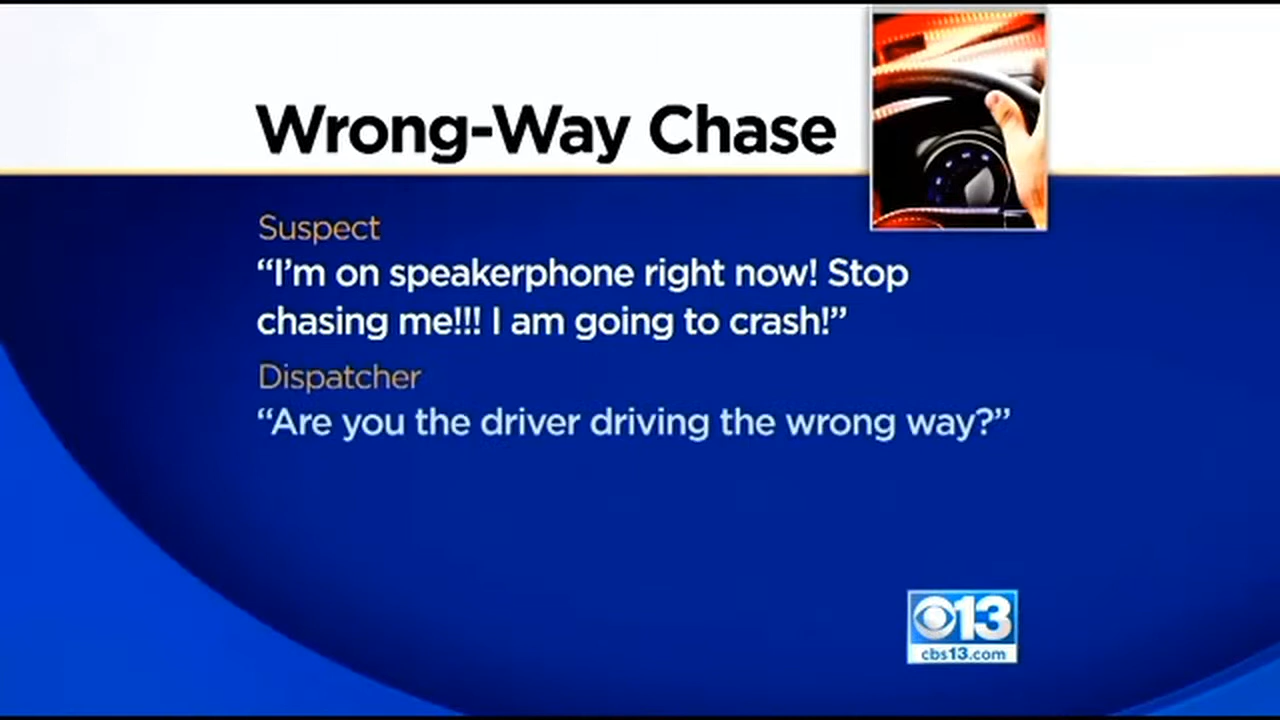 Wrong-Way Chase
Suspect
“I’m on speakerphone right now! Stop
chasing me!!! I am going to crash!”
Dispatcher
“Are you the driver driving the wrong way?”
13
cbs13.com